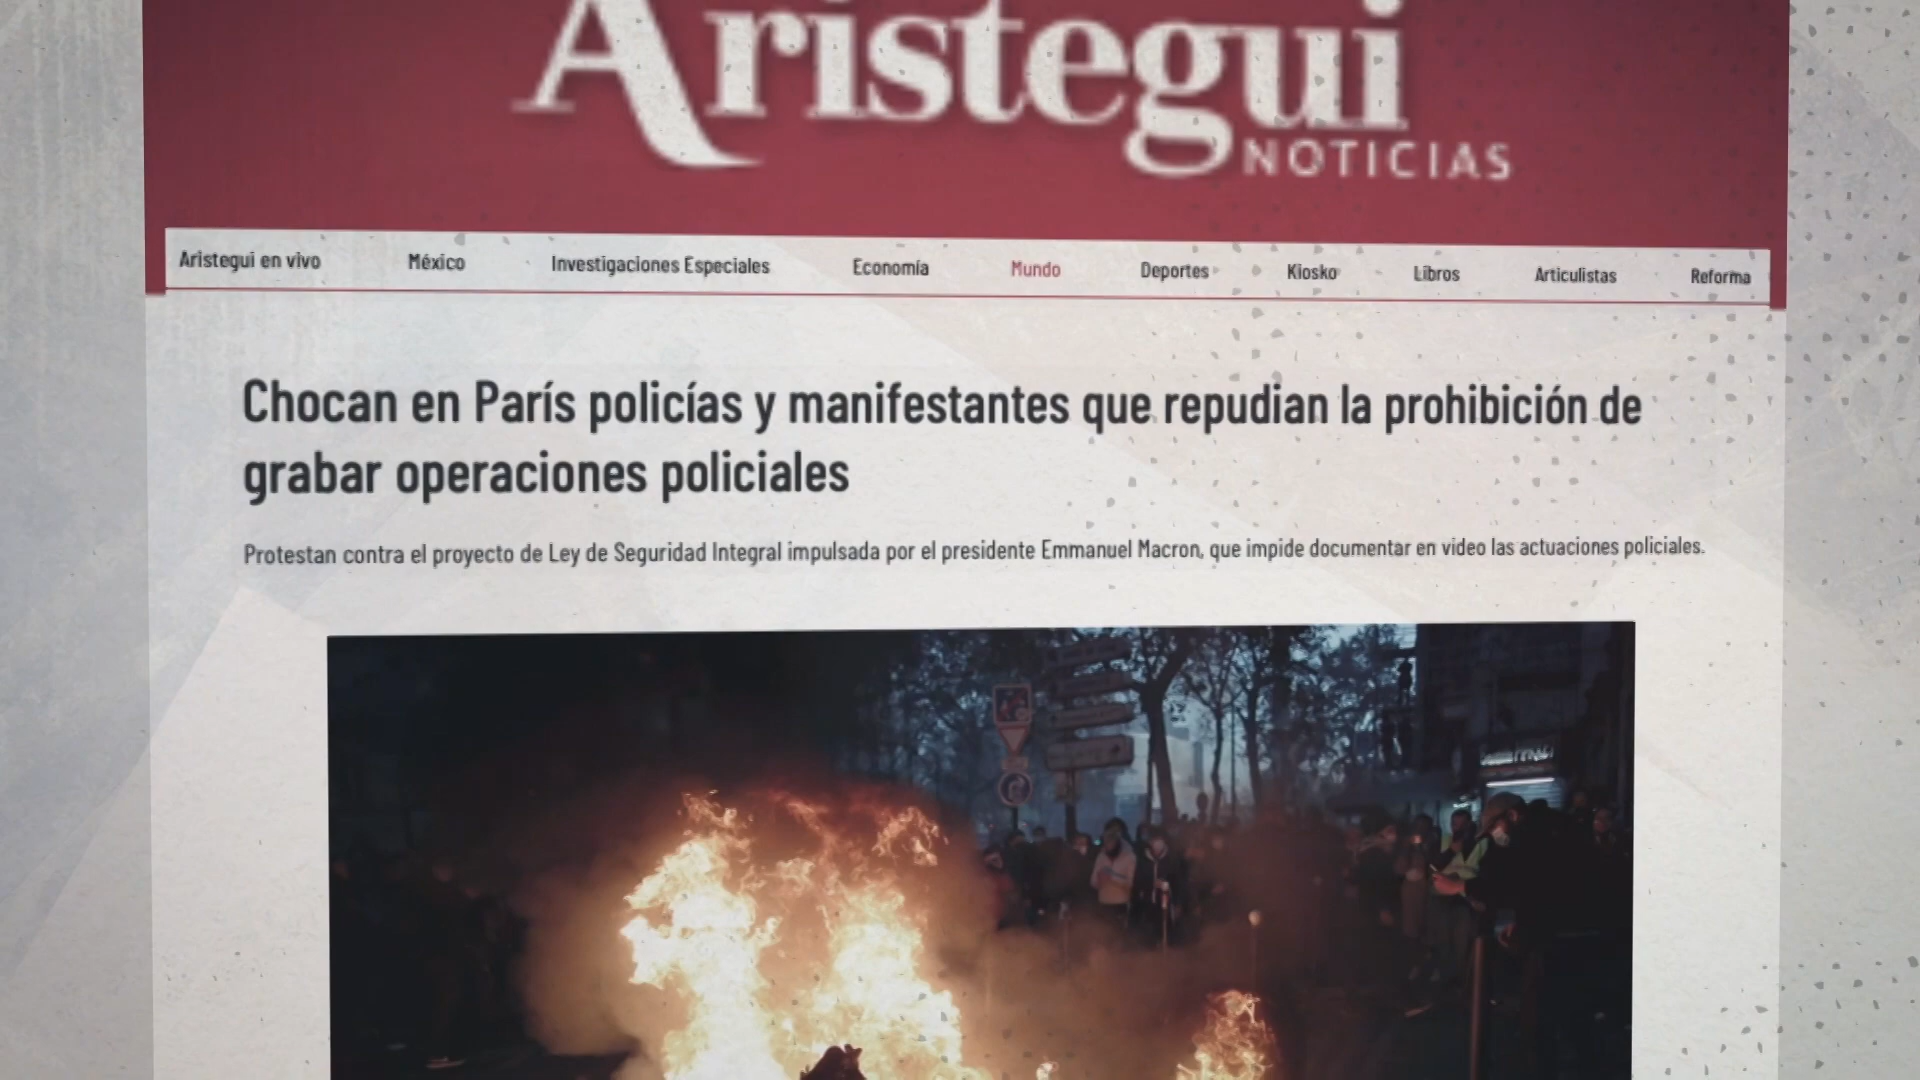 Aristegui
NOTICIAS
Aristegui en vivo México Investigaciones Especiales Economía Mundo Deportes Kiosko Libros Articulistas Reforma
Chocan en París policías y manifestantes que repudian la prohibición de
grabar operaciones policiales
Protestan contra el proyecto de Ley de Seguridad Integral impulsada por el presidente Emmanuel Macron, que impide documentar en video las actuaciones policiales.